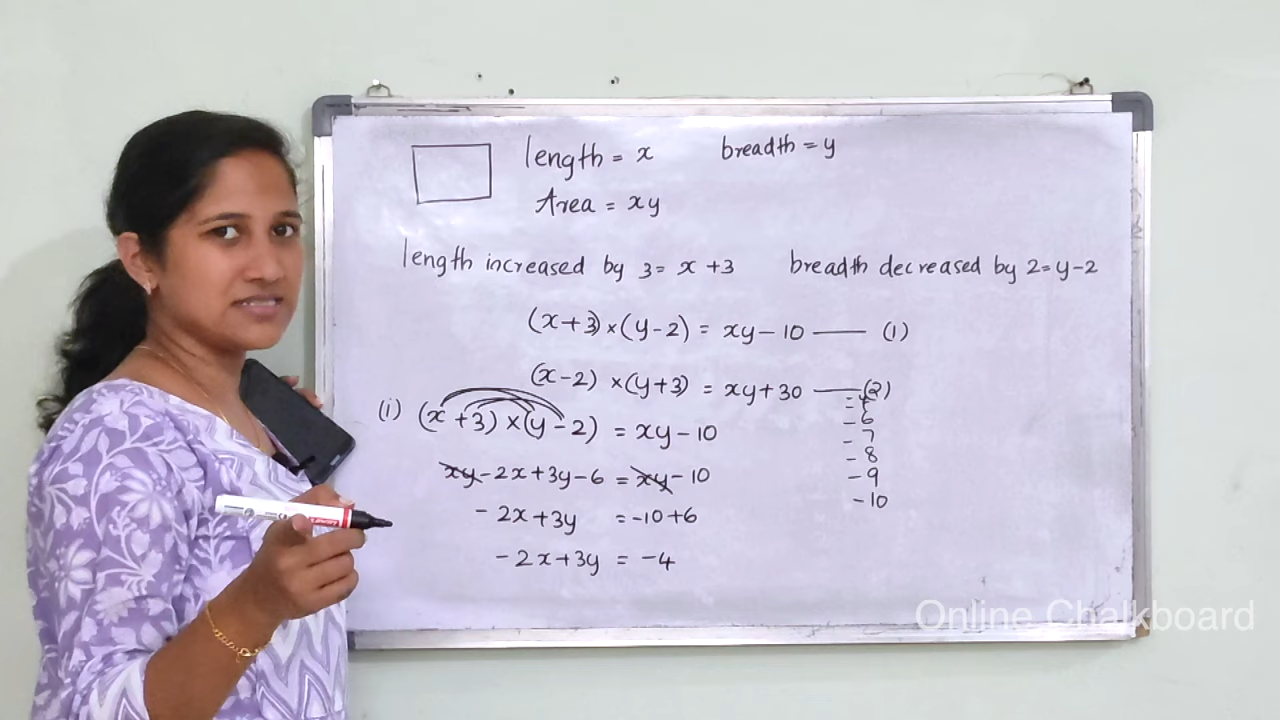 length = x breadth = y
Area = xy
length increased by 3 = x +3 breadth decreased by 2 = y-2
(x+3)×(y-2) = xy-10 —— (1)
(x-2) ×(y+3) = xy+30 —— (2)
(i) (x +3) ×(y-2) = xy-10
xy-2x+3y-6 = xy-10
- 2x+3y = -10+6
- 2x+3y = -4
-6
-7
-8
-9
-10
Online Chalkboard